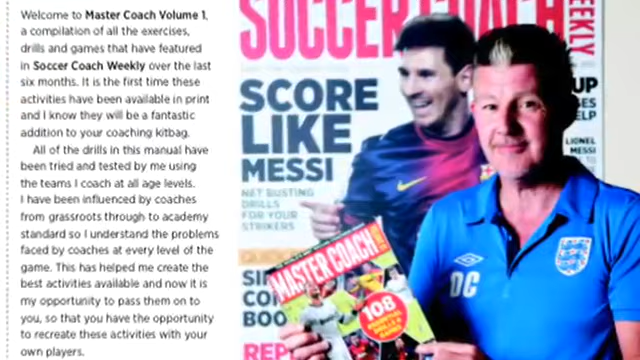 Welcome to Master Coach Volume 1,
a compilation of all the exercises,
drills and games that have featured
in Soccer Coach Weekly over the last
six months. It is the first time these
activities have been available in print
and I know they will be a fantastic
addition to your coaching kitbag.
All of the drills in this manual have
been tried and tested by me using
the teams I coach at all age levels.
I have been influenced by coaches
from grassroots through to academy
standard so I understand the problems
faced by coaches at every level of the
game. This has helped me create the
best activities available and now it is
my opportunity to pass them on to
you, so that you have the opportunity
to recreate these activities with your
own players.
SOCCER COACH
WEEKLY
SCORE
LIKE
MESSI
NET BUSTING
DRILLS
FOR YOUR
STRIKERS
UP
ELP
LIONEL
MESSI
QUICK
SI
CO
BOO
REP
MASTER COACH
108
DC